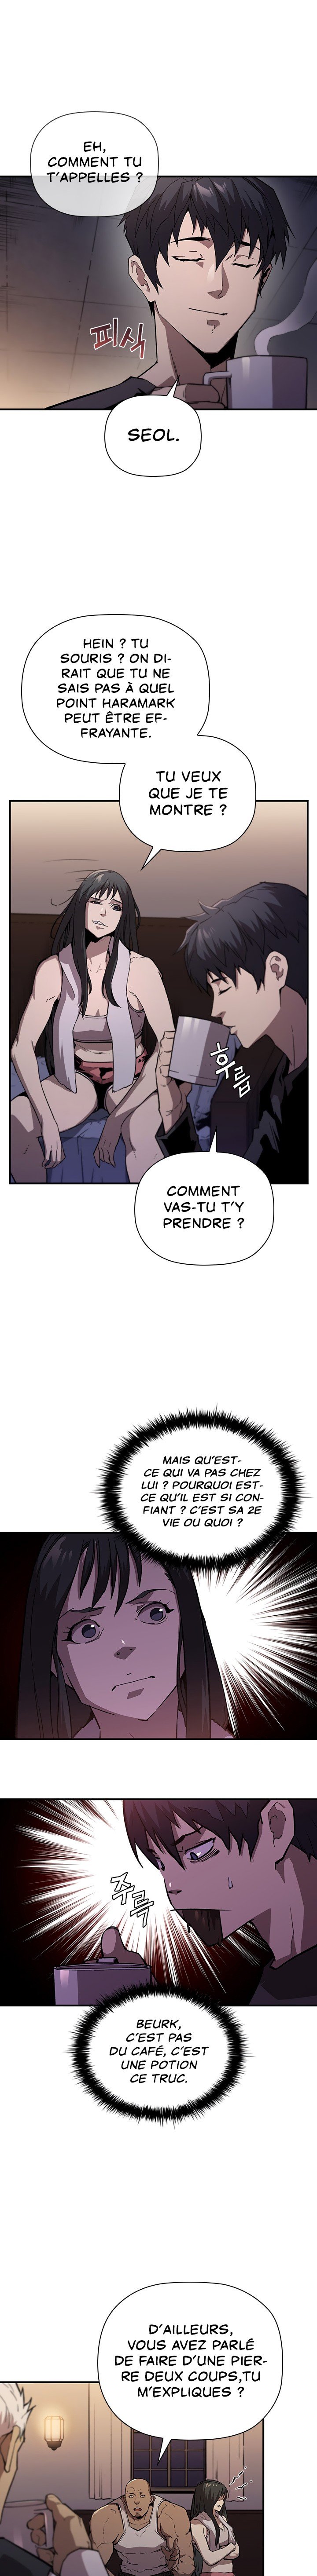 EH,
COMMENT TU
T'APPELLES ?
피식
SEOL.
HEIN ? TU
SOURIS ? ON DI-
RAIT QUE TU NE
SAIS PAS À QUEL
POINT HARAMARK
PEUT ÊTRE EF-
FRAYANTE.
TU VEUX
QUE JE TE
MONTRE ?
후릅
COMMENT
VAS-TU T'Y
PRENDRE ?
MAIS QU'EST-
CE QUI VA PAS CHEZ
LUI ? POURQUOI EST-
CE QU'IL EST SI CON-
FIANT ? C'EST SA 2E
VIE OU QUOI ?
주륵
BEURK,
C'EST PAS
DU CAFÉ, C'EST
UNE POTION
CE TRUC.
D'AILLEURS,
VOUS AVEZ PARLÉ
DE FAIRE D'UNE PIER-
RE DEUX COUPS,TU
M'EXPLIQUES ?